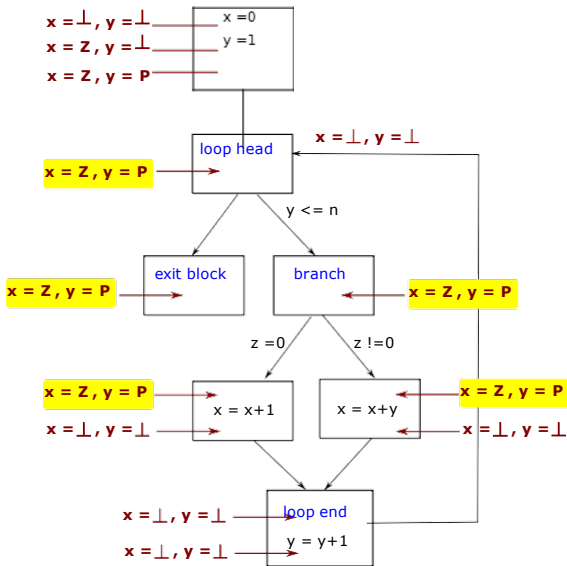 x = ⊥, y = ⊥
x =0
x = Z, y = ⊥
y =1
x = Z, y = P
x = ⊥, y = ⊥
loop head
x = Z, y = P
y <= n
exit block
branch
x = Z, y = P
x = Z, y = P
z =0
z !=0
x = Z, y = P
x = Z, y = P
x = x+1
x = x+y
x = ⊥, y = ⊥
x = ⊥, y = ⊥
x = ⊥, y = ⊥
loop end
y = y+1
x = ⊥, y = ⊥